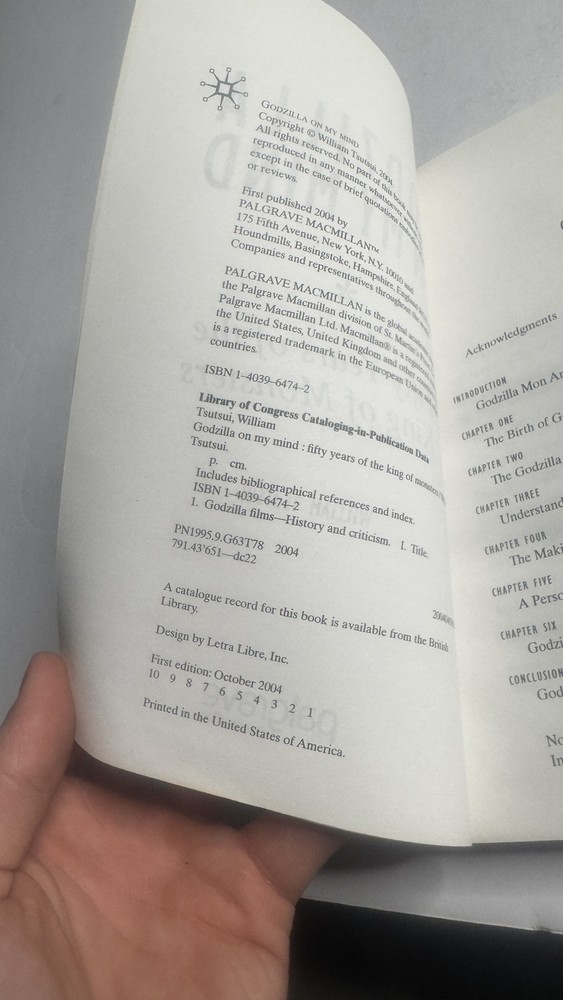 GODZILLA ON MY MIND
Copyright © William Tsutsui, 2004
All rights reserved. No part of this book
reproduced in any manner whatsoever
except in the case of brief quotations
or reviews.
First published 2004 by
PALGRAVE MACMILLAN™
175 Fifth Avenue, New York, N.Y. 10010 and
Houndmills, Basingstoke, Hampshire, England
Companies and representatives throughout the
PALGRAVE MACMILLAN is the global
the Palgrave Macmillan division of St. Martin's
Palgrave Macmillan Ltd. Macmillan® is a registered
the United States, United Kingdom and other
is a registered trademark in the European Union and
countries.
ISBN 1–4039–6474–2
Library of Congress Cataloging-in-Publication Data
Tsutsui, William
Godzilla on my mind : fifty years of the king of monsters
Tsutsui.
p. cm.
Includes bibliographical references and index.
ISBN 1–4039–6474–2
1. Godzilla films—History and criticism. I. Title.
PN1995.9.G63T78 2004
791.43'651—dc22
A catalogue record for this book is available from the British
Library.
Design by Letra Libre, Inc.
First edition: October 2004
10 9 8 7 6 5 4 3 2 1
Printed in the United States of America.
Acknowledgments
INTRODUCTION
Godzilla Mon Am
CHAPTER ONE
The Birth of G
CHAPTER TWO
The Godzilla
CHAPTER THREE
Understand
CHAPTER FOUR
The Maki
CHAPTER FIVE
A Perso
CHAPTER SIX
Godzi
CONCLUSION
God
No
In